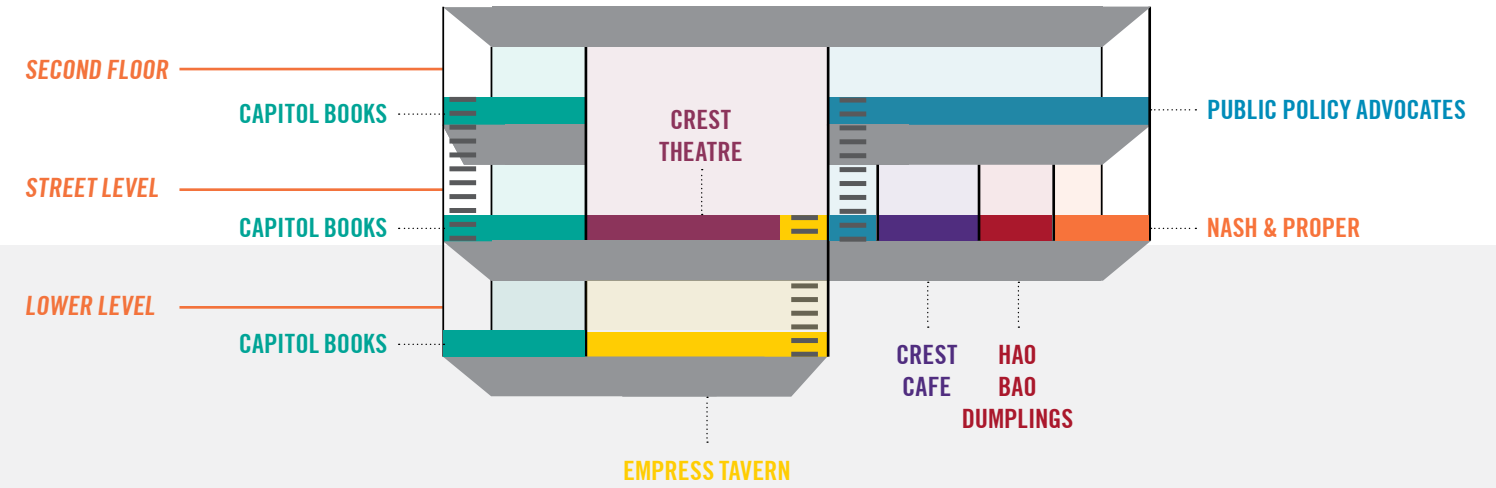 SECOND FLOOR
CAPITOL BOOKS
CREST
THEATRE
PUBLIC POLICY ADVOCATES
STREET LEVEL
CAPITOL BOOKS
NASH & PROPER
LOWER LEVEL
CAPITOL BOOKS
CREST
CAFE
HAO
BAO
DUMPLINGS
EMPRESS TAVERN